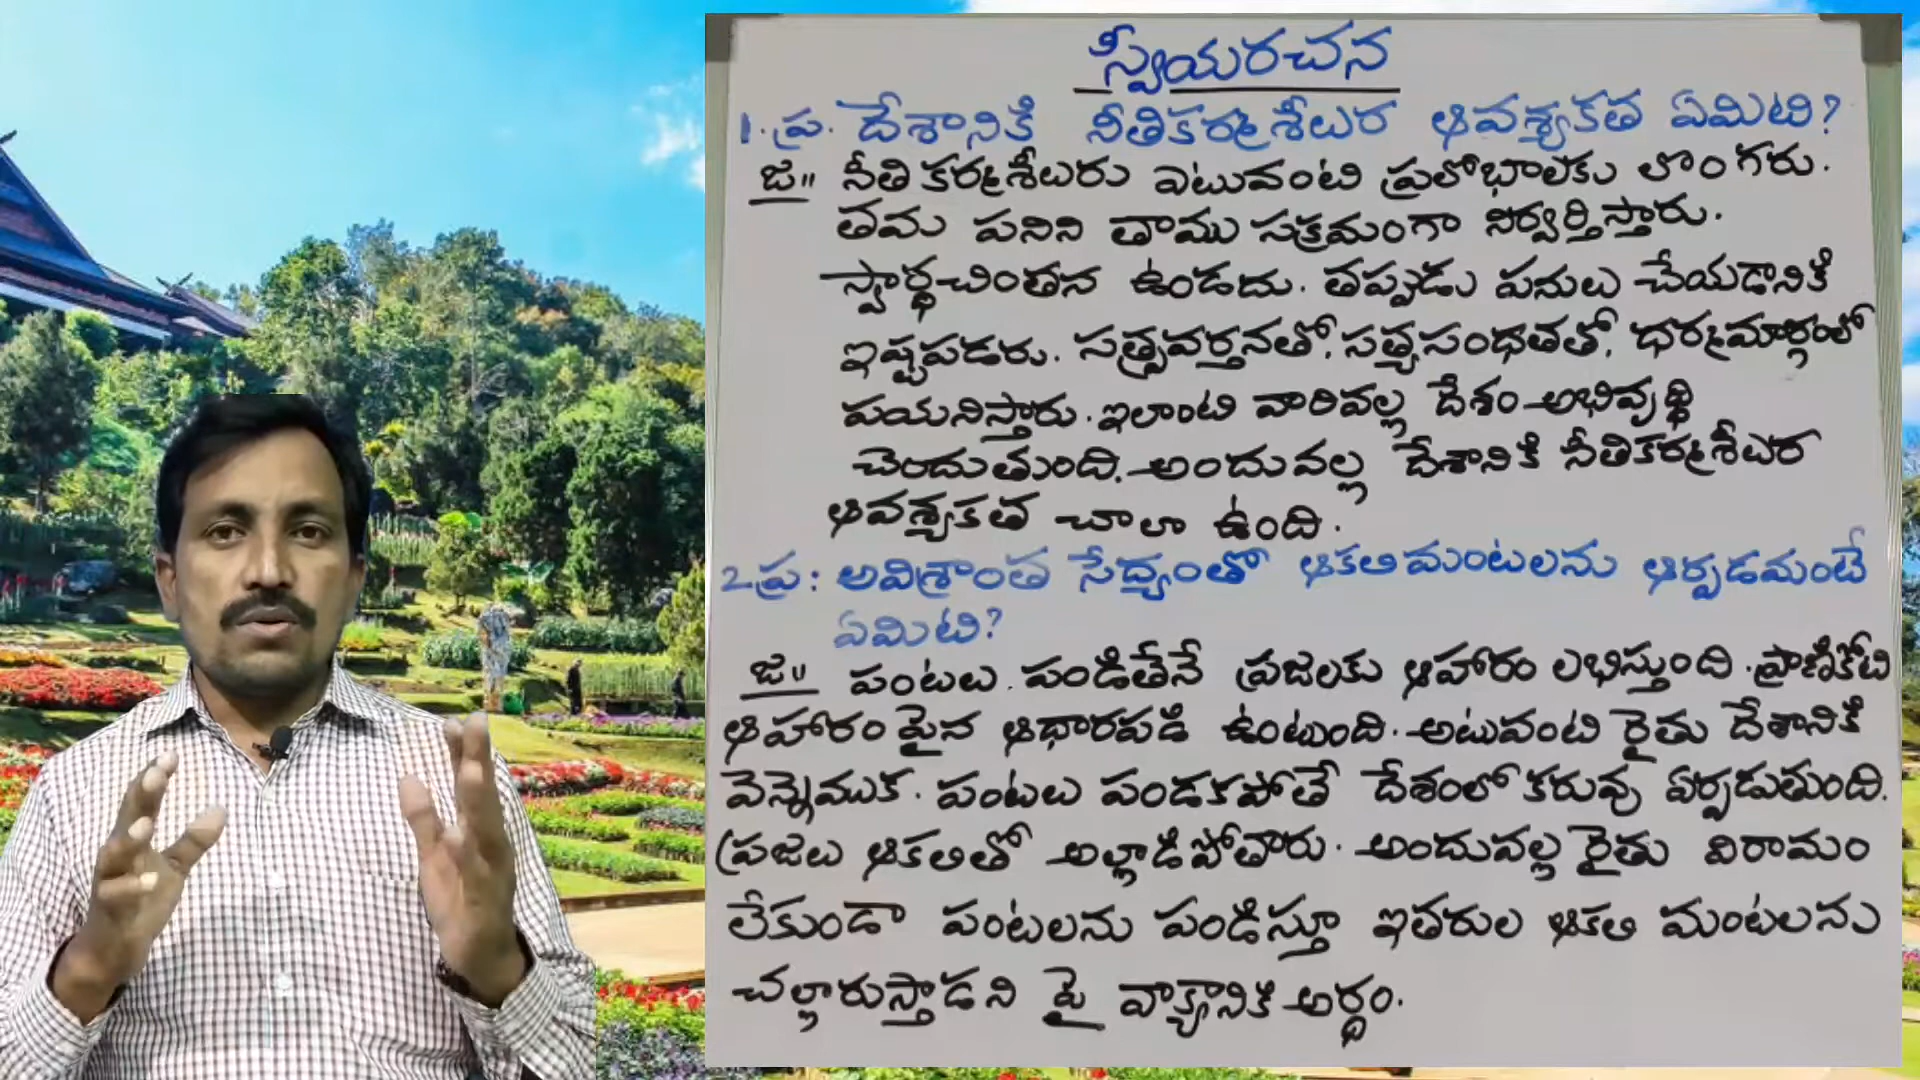 స్వీయరచన
1. ప్ర. దేశానికి నీతికర్మశీలుర ఆవశ్యకత ఏమిటి?
జ॥ నీతి కర్మశీలురు ఎటువంటి ప్రలోభాలకు లొంగరు.
తమ పనిని తాము సక్రమంగా నిర్వర్తిస్తారు.
స్వార్థచింతన ఉండదు. తప్పుడు పనులు చేయడానికి
ఇష్టపడరు. సత్ప్రవర్తనతో, సత్యసంధతతో, ధర్మమార్గంలో
పయనిస్తారు. ఇలాంటి వారివల్ల దేశం అభివృద్ధి
చెందుతుంది. అందువల్ల దేశానికి నీతికర్మశీలుర
ఆవశ్యకత చాలా ఉంది.
2. ప్ర: అవిశ్రాంత సేద్యంతో ఆకలిమంటలను ఆర్పడమంటే
ఏమిటి?
జ॥ పంటలు పండితేనే ప్రజలకు ఆహారం లభిస్తుంది. ప్రాణికోటి
ఆహారం పైన ఆధారపడి ఉంటుంది. అటువంటి రైతు దేశానికి
వెన్నెముక. పంటలు పండకపోతే దేశంలో కరువు ఏర్పడుతుంది.
ప్రజలు ఆకలితో అల్లాడిపోతారు. అందువల్ల రైతు విరామం
లేకుండా పంటలను పండిస్తూ ఇతరుల ఆకలి మంటలను
చల్లారుస్తాడని పై వాక్యానికి అర్థం.